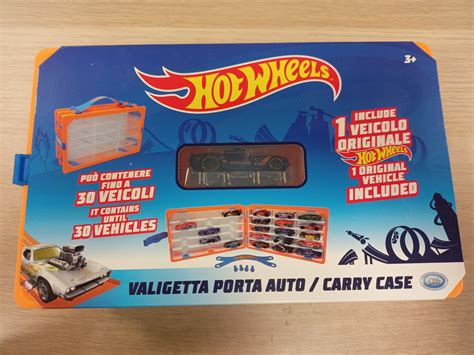 3+
HOT WHEELS
INCLUDE
1 VEICOLO
ORIGINALE
HOT WHEELS
1 ORIGINAL
VEHICLE
INCLUDED
PUÒ CONTENERE
FINO A
30 VEICOLI
IT CONTAINS
UNTIL
30 VEHICLES
VALIGETTA PORTA AUTO / CARRY CASE